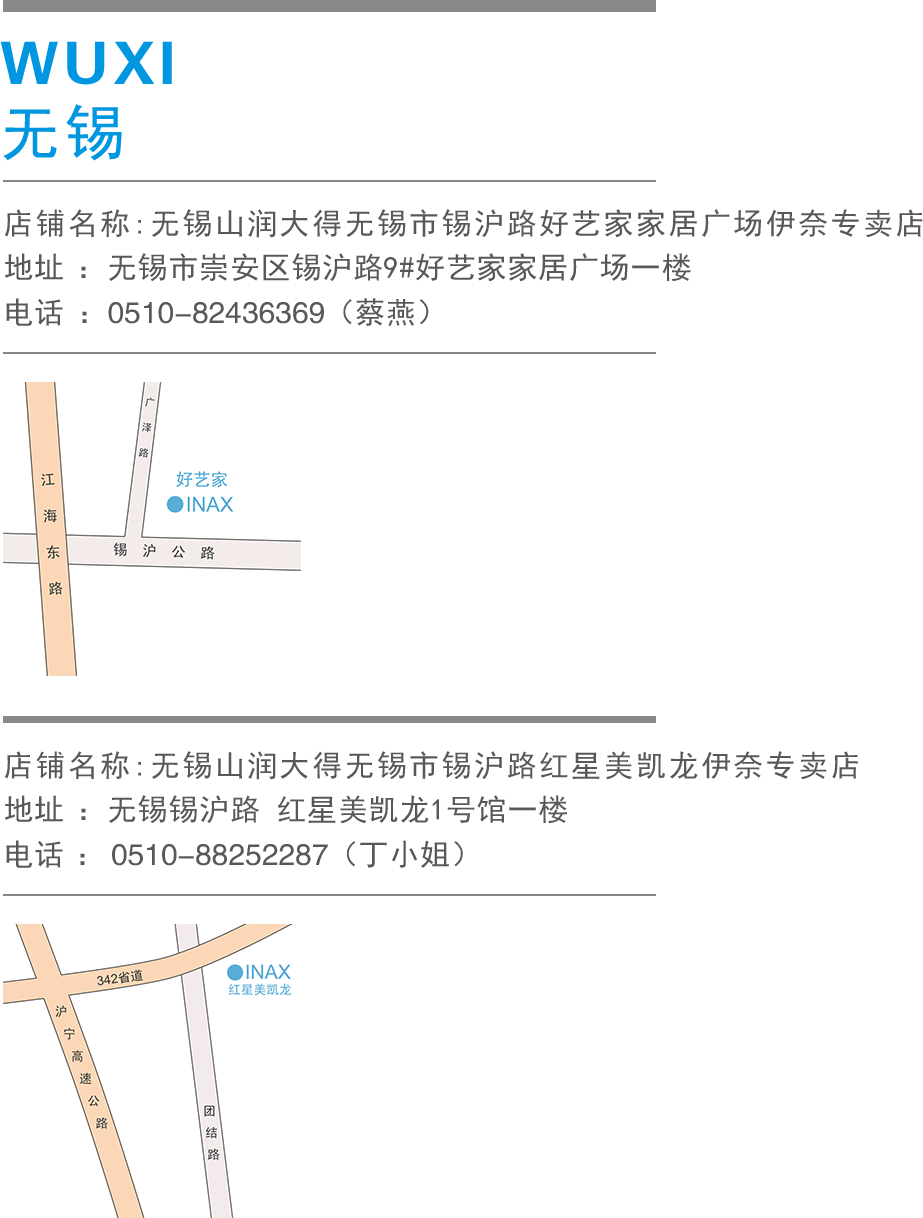 WUXI
无锡
店铺名称:无锡山润大得无锡市锡沪路好艺家家居广场伊奈专卖店
地址 ：无锡市崇安区锡沪路9#好艺家家居广场一楼
电话 ：0510-82436369（蔡燕）
广泽路
江海东路
好艺家
INAX
锡沪公路
店铺名称:无锡山润大得无锡市锡沪路红星美凯龙伊奈专卖店
地址 ：无锡锡沪路 红星美凯龙1号馆一楼
电话 ： 0510-88252287（丁小姐）
INAX
红星美凯龙
342省道
沪宁高速公路
团结路